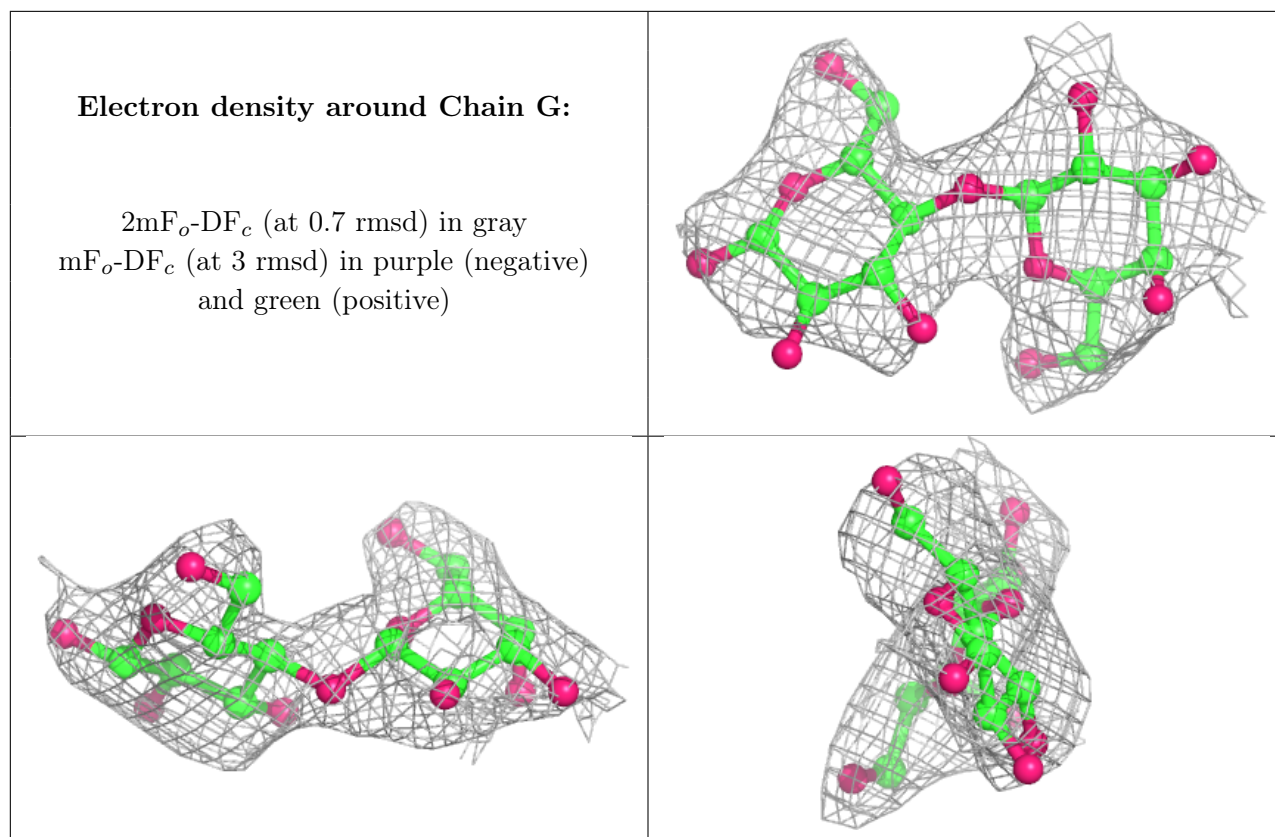 Electron density around Chain G:
2mFo-DFc (at 0.7 rmsd) in gray
mFo-DFc (at 3 rmsd) in purple (negative)
and green (positive)